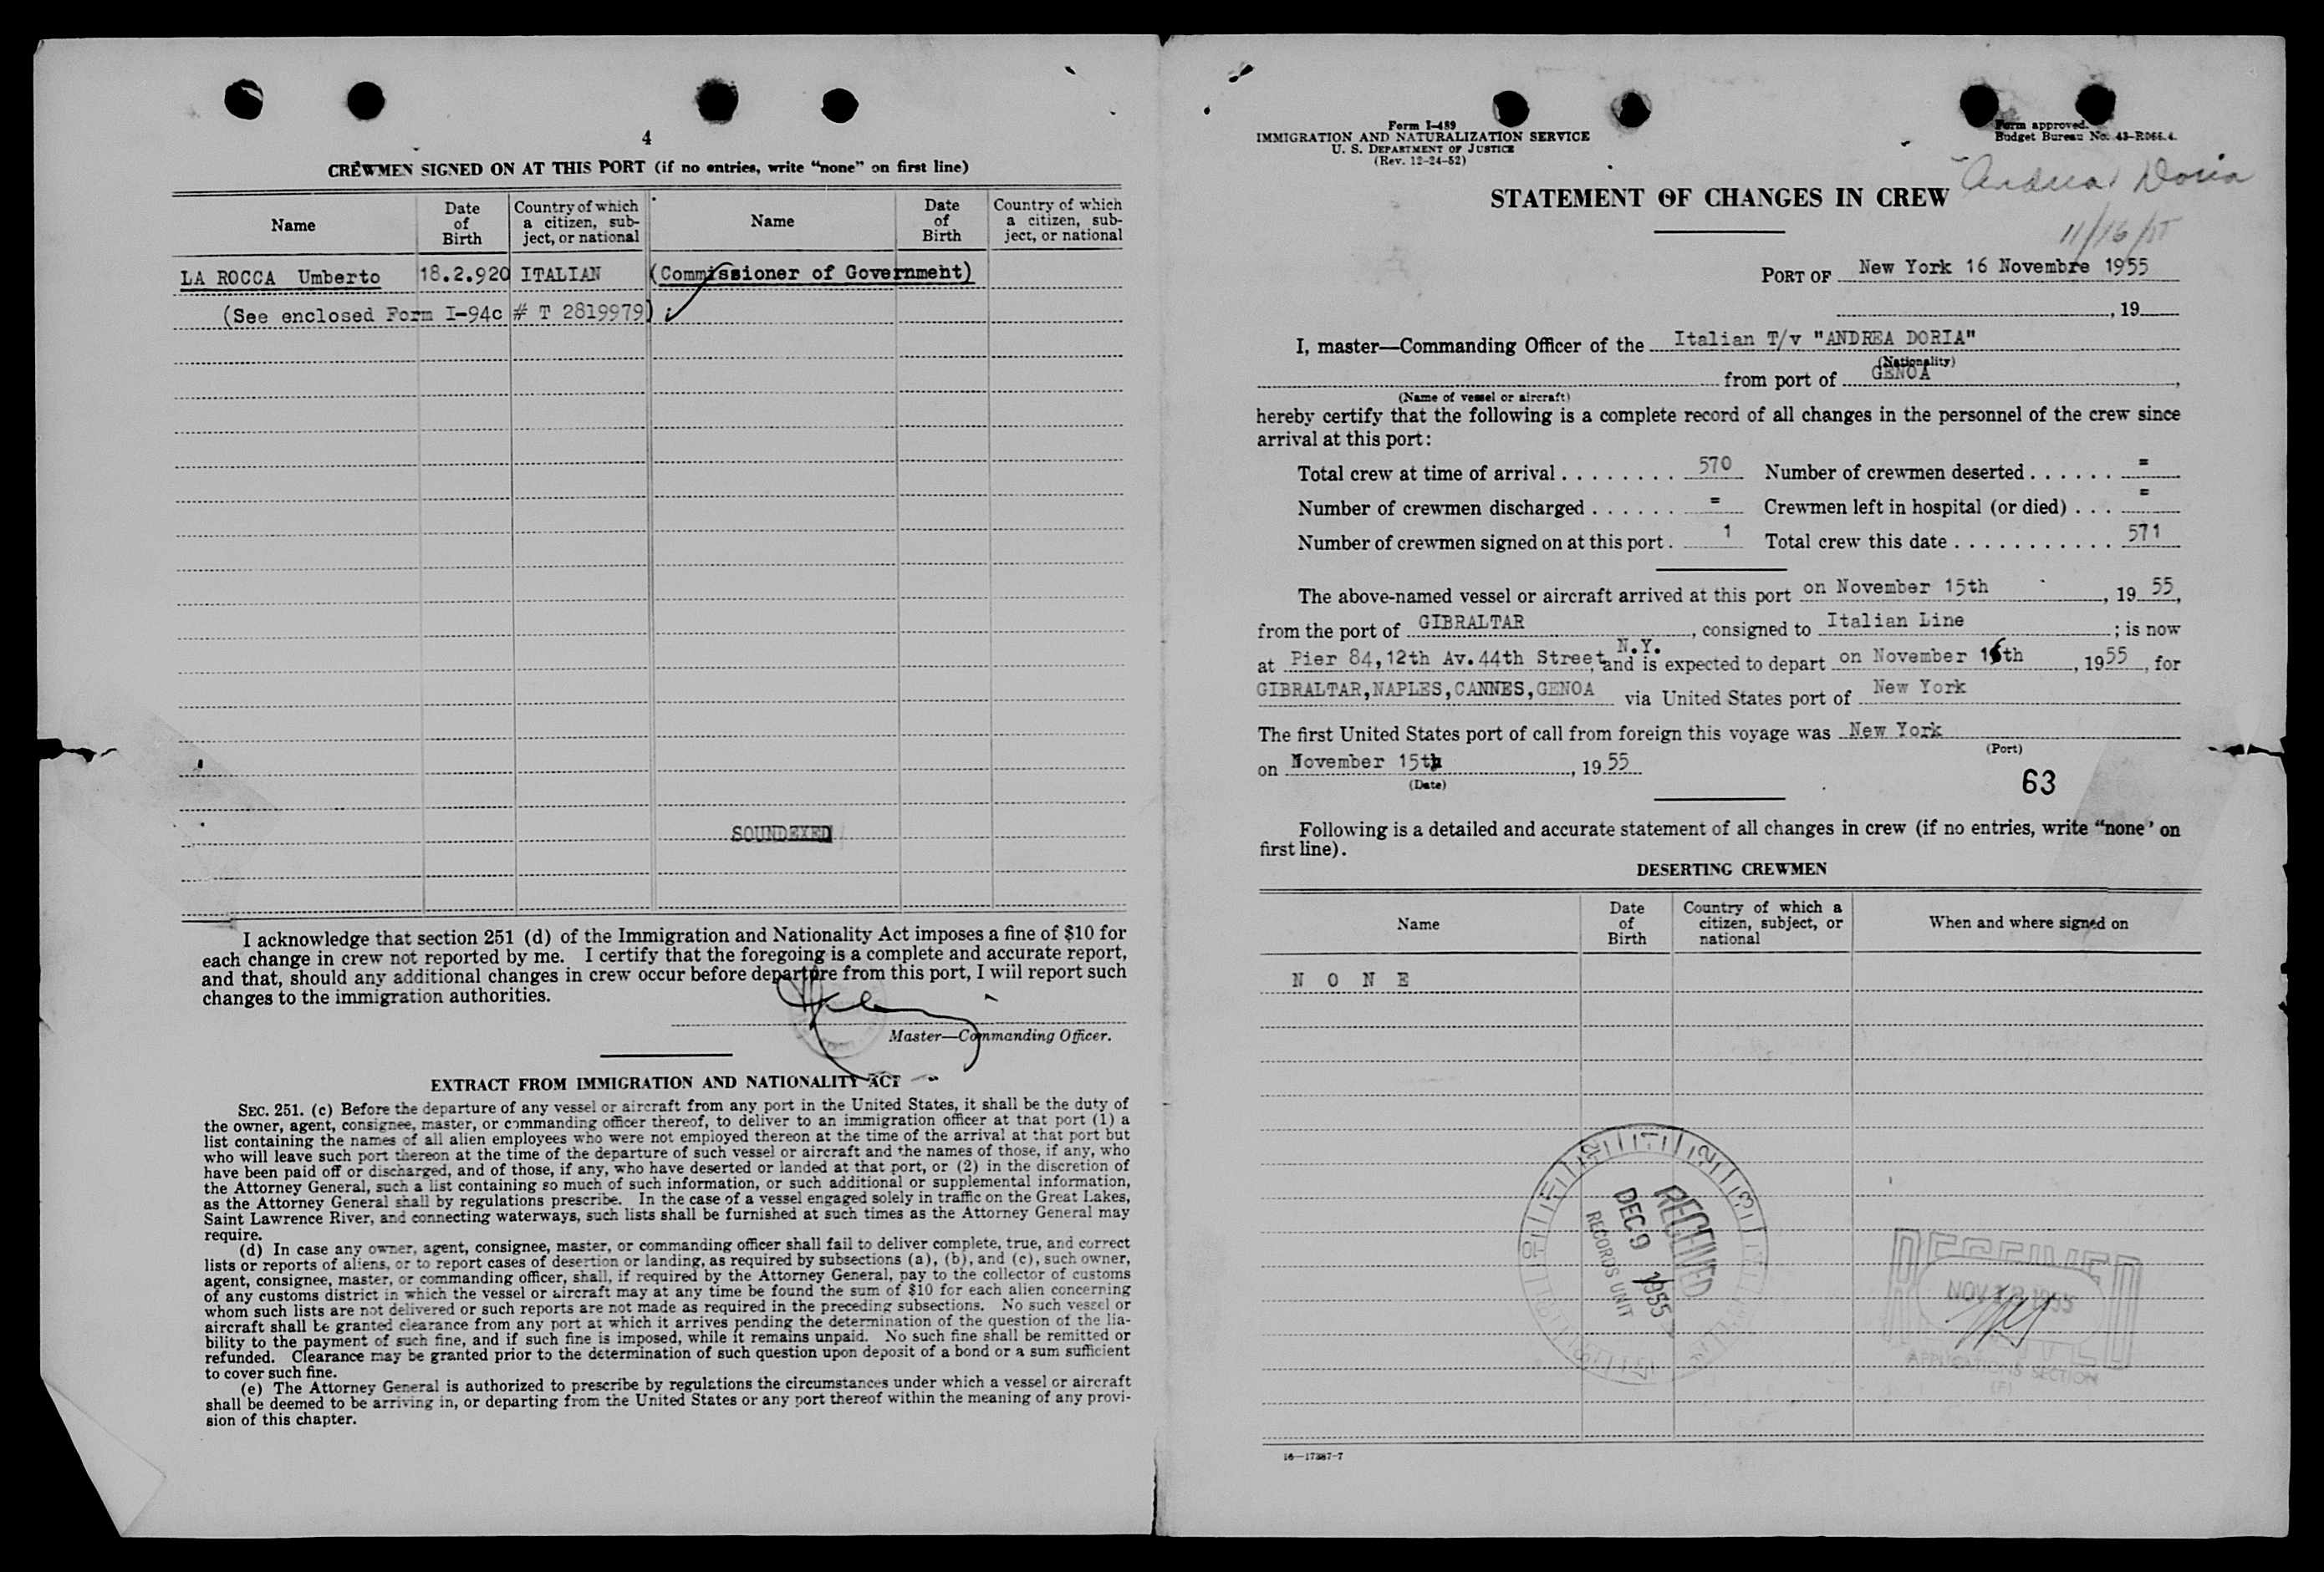 4
CREWMEN SIGNED ON AT THIS PORT (if no entries, write “none” on first line)
Name
Date of Birth
Country of which a citizen, subject, or national
Name
Date of Birth
Country of which a citizen, subject, or national
LA ROCCA Umberto 18.2.920 ITALIAN (Commissioner of Government)
(See enclosed Form I-94c # T 2819979)
SOUNDEXED
I acknowledge that section 251 (d) of the Immigration and Nationality Act imposes a fine of $10 for
each change in crew not reported by me. I certify that the foregoing is a complete and accurate report,
and that, should any additional changes in crew occur before departure from this port, I will report such
changes to the immigration authorities.
Master—Commanding Officer.
EXTRACT FROM IMMIGRATION AND NATIONALITY ACT
SEC. 251. (c) Before the departure of any vessel or aircraft from any port in the United States, it shall be the duty of
the owner, agent, consignee, master, or commanding officer thereof, to deliver to an immigration officer at that port (1) a
list containing the names of all alien employees who were not employed thereon at the time of the arrival at that port but
who will leave such port thereon at the time of the departure of such vessel or aircraft and the names of those, if any, who
have been paid off or discharged, and of those, if any, who have deserted or landed at that port, or (2) in the discretion of
the Attorney General, such a list containing so much of such information, or such additional or supplemental information,
as the Attorney General shall by regulations prescribe. In the case of a vessel engaged solely in traffic on the Great Lakes,
Saint Lawrence River, and connecting waterways, such lists shall be furnished at such times as the Attorney General may
require.
(d) In case any owner, agent, consignee, master, or commanding officer shall fail to deliver complete, true, and correct
lists or reports of aliens, or to report cases of desertion or landing, as required by subsections (a), (b), and (c), such owner,
agent, consignee, master, or commanding officer, shall, if required by the Attorney General, pay to the collector of customs
of any customs district in which the vessel or aircraft may at any time be found the sum of $10 for each alien concerning
whom such lists are not delivered or such reports are not made as required in the preceding subsections. No such vessel or
aircraft shall be granted clearance from any port at which it arrives pending the determination of the question of the lia-
bility to the payment of such fine, and if such fine is imposed, while it remains unpaid. No such fine shall be remitted or
refunded. Clearance may be granted prior to the determination of such question upon deposit of a bond or a sum sufficient
to cover such fine.
(e) The Attorney General is authorized to prescribe by regulations the circumstances under which a vessel or aircraft
shall be deemed to be arriving in, or departing from the United States or any port thereof within the meaning of any provi-
sion of this chapter.
Form I-489
IMMIGRATION AND NATURALIZATION SERVICE
U. S. DEPARTMENT OF JUSTICE
(Rev. 12-24-52)
Form approved.
Budget Bureau No. 43-R066.4.
Andrea Doria
11/16/55
STATEMENT OF CHANGES IN CREW
PORT OF New York 16 Novembre 1955
, 19
I, master—Commanding Officer of the Italian T/v "ANDREA DORIA"
(Nationality)
from port of GENOA ,
(Name of vessel or aircraft)
hereby certify that the following is a complete record of all changes in the personnel of the crew since
arrival at this port:
Total crew at time of arrival . . . . . . . . 570 Number of crewmen deserted . . . . . . =
Number of crewmen discharged . . . . . . = Crewmen left in hospital (or died) . . . =
Number of crewmen signed on at this port . 1 Total crew this date . . . . . . . . . . . . 571
The above-named vessel or aircraft arrived at this port on November 15th , 19 55,
from the port of GIBRALTAR , consigned to Italian Line ; is now
at Pier 84,12th Av.44th Street, N.Y. and is expected to depart on November 16th , 1955 , for
GIBRALTAR,NAPLES,CANNES,GENOA via United States port of New York
The first United States port of call from foreign this voyage was New York
(Port)
on November 15th , 19 55
(Date)
63
Following is a detailed and accurate statement of all changes in crew (if no entries, write “none’ on
first line).
DESERTING CREWMEN
Name
Date of Birth
Country of which a citizen, subject, or national
When and where signed on
N O N E
RECEIVED
DEC 9 1955
RECORDS UNIT
RECEIVED
NOV 1955
APPLICATIONS SECTION
(F)
16—17387-7